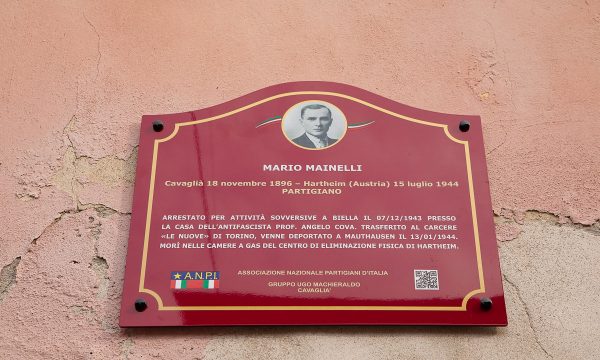 MARIO MAINELLI
Cavaglià 18 novembre 1896 – Hartheim (Austria) 15 luglio 1944
PARTIGIANO
ARRESTATO PER ATTIVITÀ SOVVERSIVE A BIELLA IL 07/12/1943 PRESSO
LA CASA DELL'ANTIFASCISTA PROF. ANGELO COVA. TRASFERITO AL CARCERE
«LE NUOVE» DI TORINO, VENNE DEPORTATO A MAUTHAUSEN IL 13/01/1944.
MORÌ NELLE CAMERE A GAS DEL CENTRO DI ELIMINAZIONE FISICA DI HARTHEIM.
A.N.P.I.
ASSOCIAZIONE NAZIONALE PARTIGIANI D'ITALIA
GRUPPO UGO MACHIERALDO
CAVAGLIA'